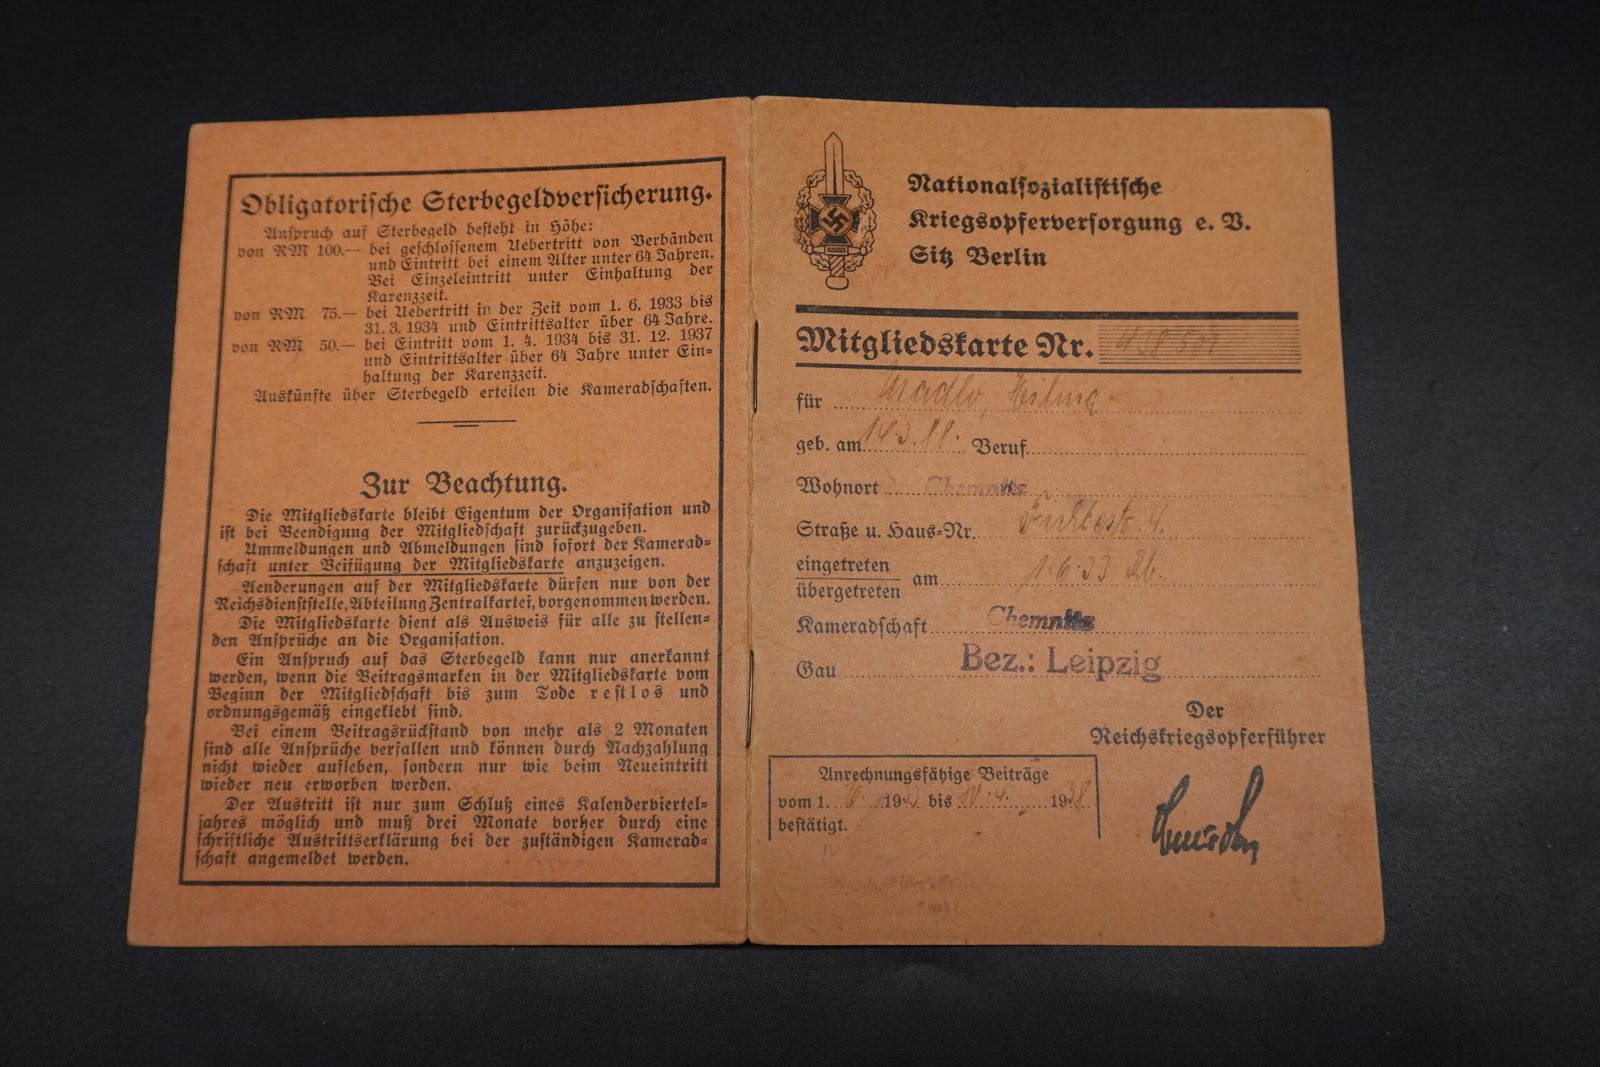 Obligatorische Sterbegeldversicherung.
Anspruch auf Sterbegeld besteht in Höhe:
von RM 100.— bei geschlossenem Uebertritt von Verbänden
und Eintritt bei einem Alter unter 64 Jahren.
Bei Einzeleintritt unter Einhaltung der
Karenzzeit.
von RM 75.— bei Uebertritt in der Zeit vom 1. 6. 1933 bis
31. 3. 1934 und Eintrittsalter über 64 Jahre.
von RM 50.— bei Eintritt vom 1. 4. 1934 bis 31. 12. 1937
und Eintrittsalter über 64 Jahre unter Ein-
haltung der Karenzzeit.
Auskünfte über Sterbegeld erteilen die Kameradschaften.
Zur Beachtung.
Die Mitgliedskarte bleibt Eigentum der Organisation und
ist bei Beendigung der Mitgliedschaft zurückzugeben.
Ummeldungen und Abmeldungen sind sofort der Kamerad-
schaft unter Beifügung der Mitgliedskarte anzuzeigen.
Aenderungen auf der Mitgliedskarte dürfen nur von der
Reichsdienststelle, Abteilung Zentralkartei, vorgenommen werden.
Die Mitgliedskarte dient als Ausweis für alle zu stellen-
den Ansprüche an die Organisation.
Ein Anspruch auf das Sterbegeld kann nur anerkannt
werden, wenn die Beitragsmarken in der Mitgliedskarte vom
Beginn der Mitgliedschaft bis zum Tode restlos und
ordnungsgemäß eingeklebt sind.
Bei einem Beitragsrückstand von mehr als 2 Monaten
sind alle Ansprüche verfallen und können durch Nachzahlung
nicht wieder aufleben, sondern nur wie beim Neueintritt
wieder neu erworben werden.
Der Austritt ist nur zum Schluß eines Kalenderviertel-
jahres möglich und muß drei Monate vorher durch eine
schriftliche Austrittserklärung bei der zuständigen Kamerad-
schaft angemeldet werden.
Nationalsozialistische
Kriegsopferversorgung e. V.
Sitz Berlin
Mitgliedskarte Nr.
für
geb. am 14.3.88. Beruf
Wohnort Chemnitz
Straße u. Haus-Nr.
eingetreten
übergetreten am 1.6.33
Kameradschaft Chemnitz
Gau Bez.: Leipzig
Der
Reichskriegsopferführer
Anrechnungsfähige Beiträge
vom 1. 6. 1933 bis 1938
bestätigt.